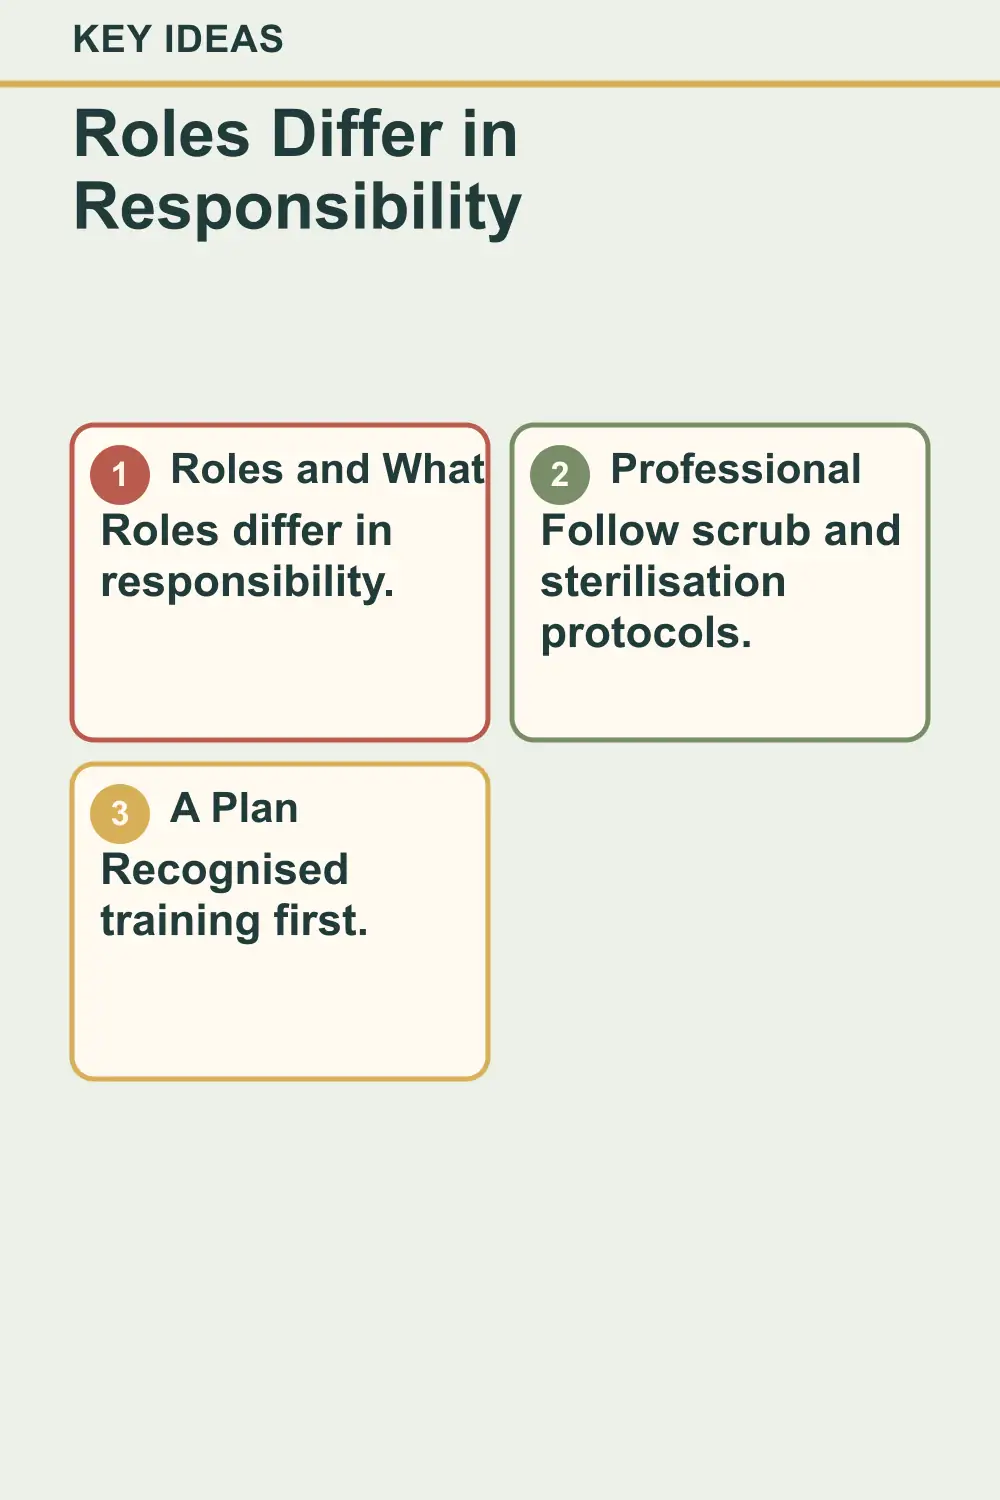 KEY IDEAS
Roles Differ in
Responsibility
1 Roles and What
Roles differ in
responsibility.
2 Professional
Follow scrub and
sterilisation
protocols.
3 A Plan
Recognised
training first.